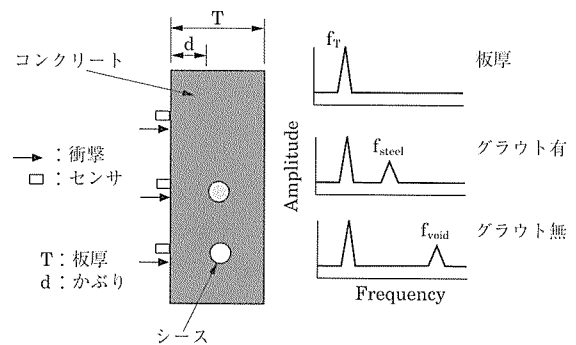 T
d
コンクリート
→：衝撃
□：センサ
T：板厚
d：かぶり
シース
Amplitude
f_T
板厚
f_steel
グラウト有
f_void
グラウト無
Frequency